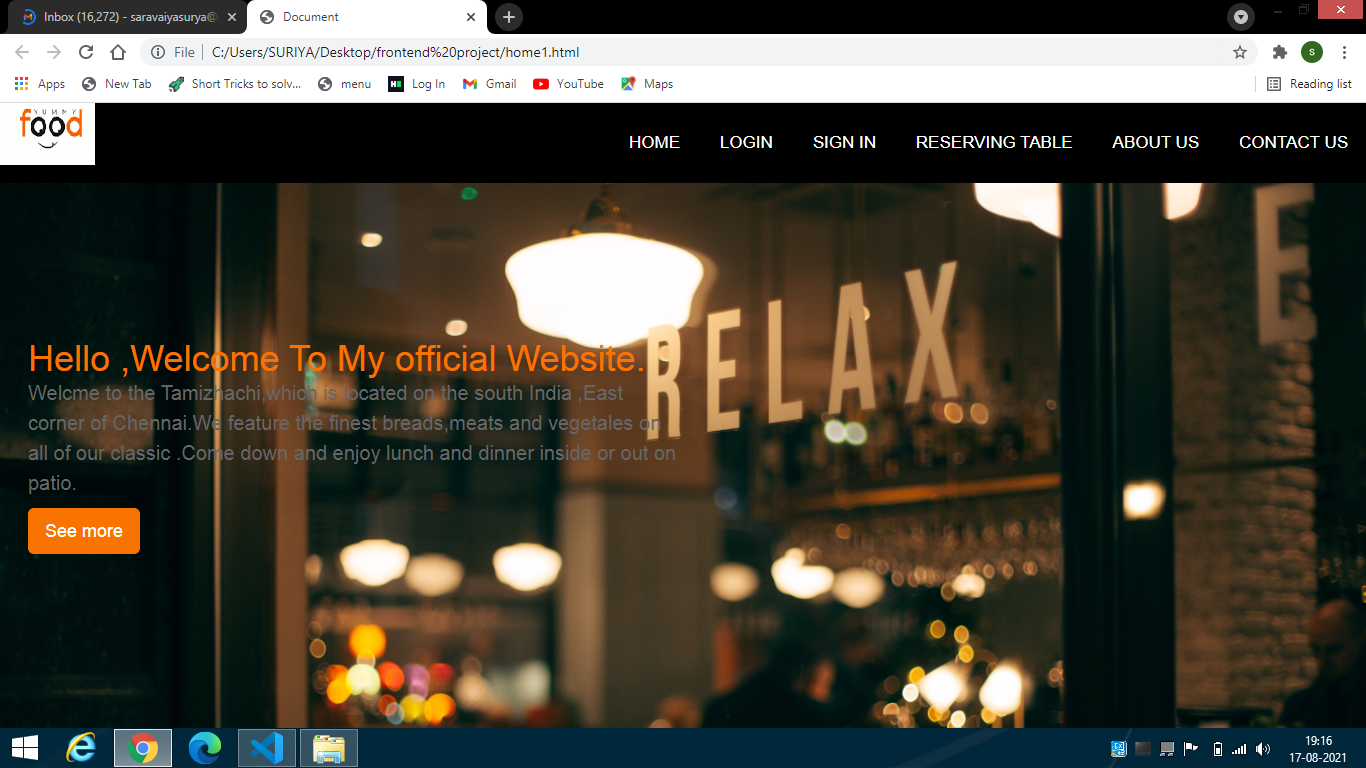 Inbox (16,272) - saravaiyasurya@
Document
File
C:/Users/SURIYA/Desktop/frontend%20project/home1.html
S
Apps
New Tab
Short Tricks to solv...
menu
Log In
Gmail
YouTube
Maps
Reading list
YUMMY
food
HOME
LOGIN
SIGN IN
RESERVING TABLE
ABOUT US
CONTACT US
RELAX
E
Hello ,Welcome To My official Website.
Welcme to the Tamizhachi,which is located on the south India ,East
corner of Chennai.We feature the finest breads,meats and vegetales on
all of our classic .Come down and enjoy lunch and dinner inside or out on
patio.
See more
19:16
17-08-2021